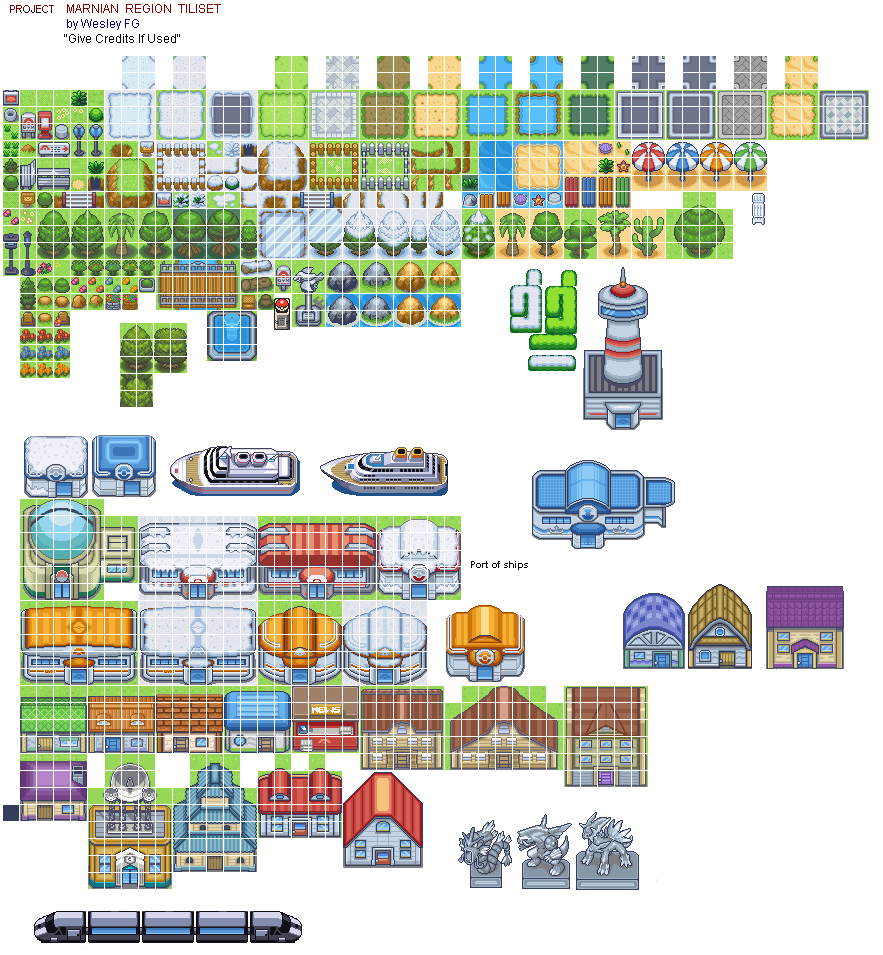 PROJECT MARNIAN REGION TILISET
by Wesley FG
"Give Credits If Used"
Port of ships
NEWS